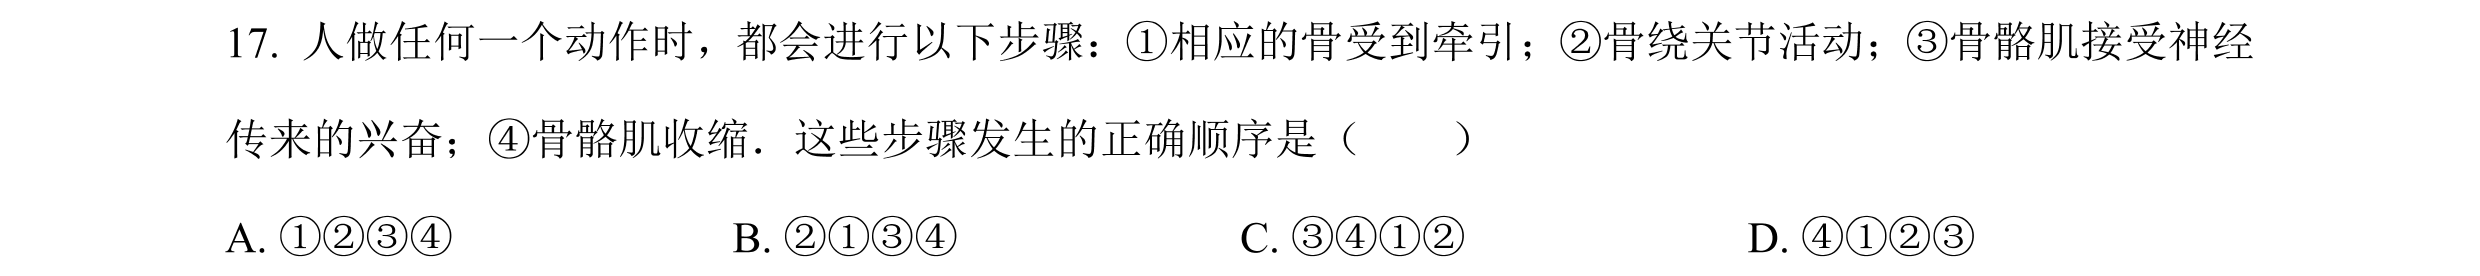 17. 人做任何一个动作时，都会进行以下步骤：①相应的骨受到牵引；②骨绕关节活动；③骨骼肌接受神经
传来的兴奋；④骨骼肌收缩．这些步骤发生的正确顺序是（　　）
A. ①②③④　　B. ②①③④　　C. ③④①②　　D. ④①②③